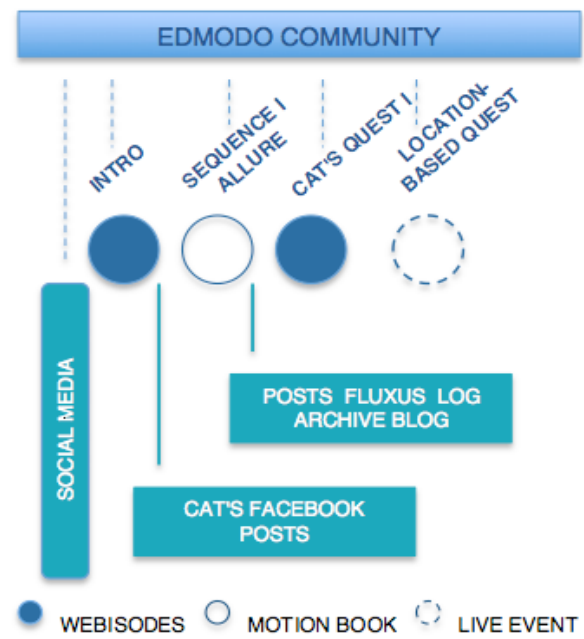 EDMODO COMMUNITY
INTRO
SEQUENCE I
ALLURE
CAT'S QUEST I
LOCATION-
BASED QUEST
SOCIAL MEDIA
POSTS FLUXUS LOG
ARCHIVE BLOG
CAT'S FACEBOOK
POSTS
WEBISODES
MOTION BOOK
LIVE EVENT